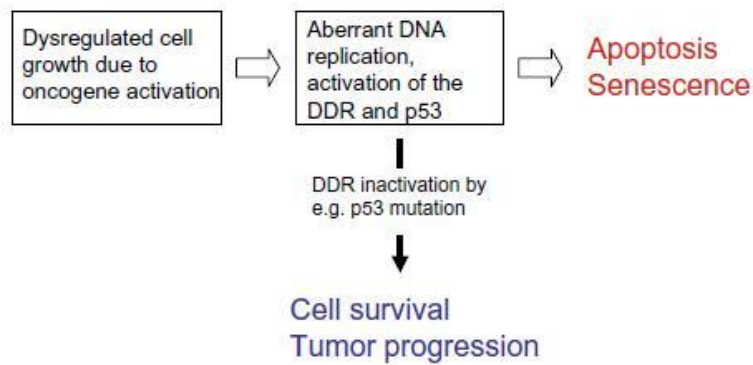 Dysregulated cell
growth due to
oncogene activation
Aberrant DNA
replication,
activation of the
DDR and p53
Apoptosis
Senescence
DDR inactivation by
e.g. p53 mutation
Cell survival
Tumor progression